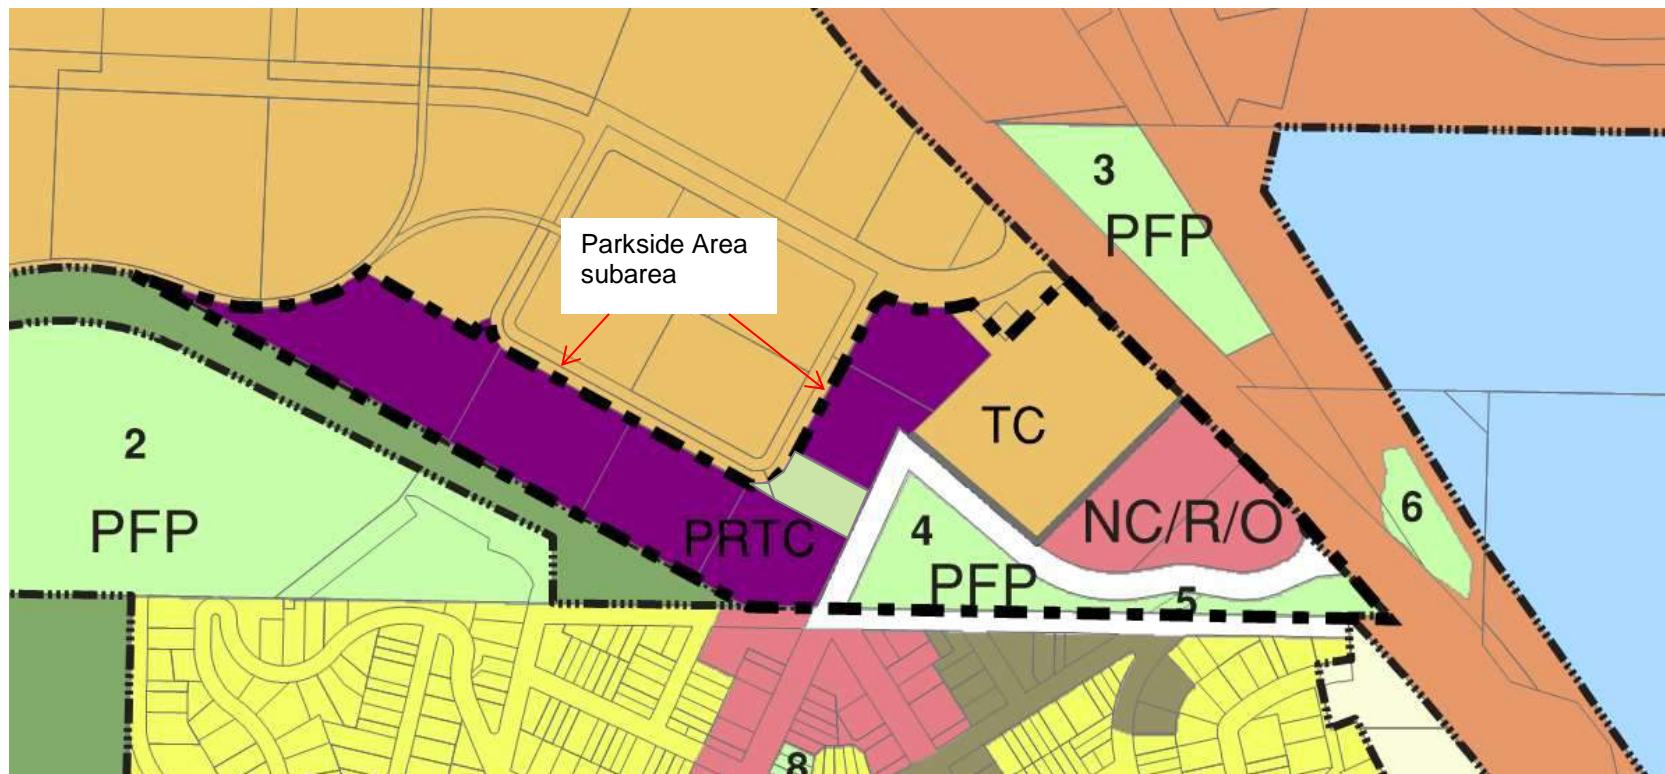 3
PFP
Parkside Area
subarea
TC
2
PFP
PRTC
4
PFP
NC/R/O
6
5
8